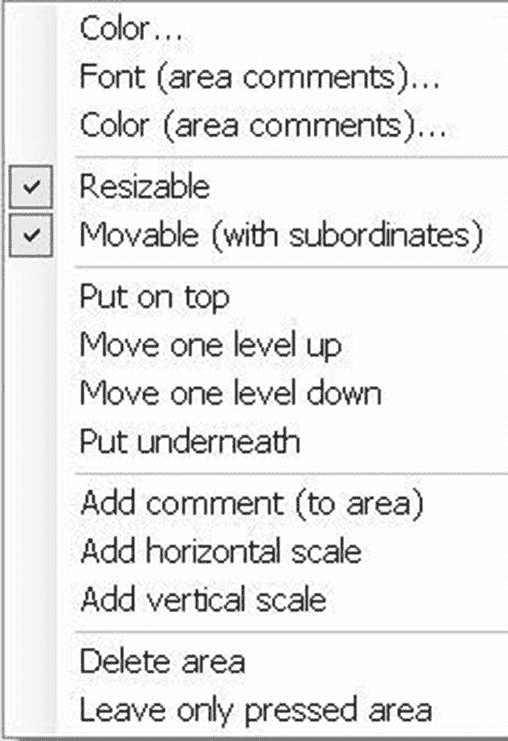 Color...
Font (area comments)...
Color (area comments)...
Resizable
Movable (with subordinates)
Put on top
Move one level up
Move one level down
Put underneath
Add comment (to area)
Add horizontal scale
Add vertical scale
Delete area
Leave only pressed area